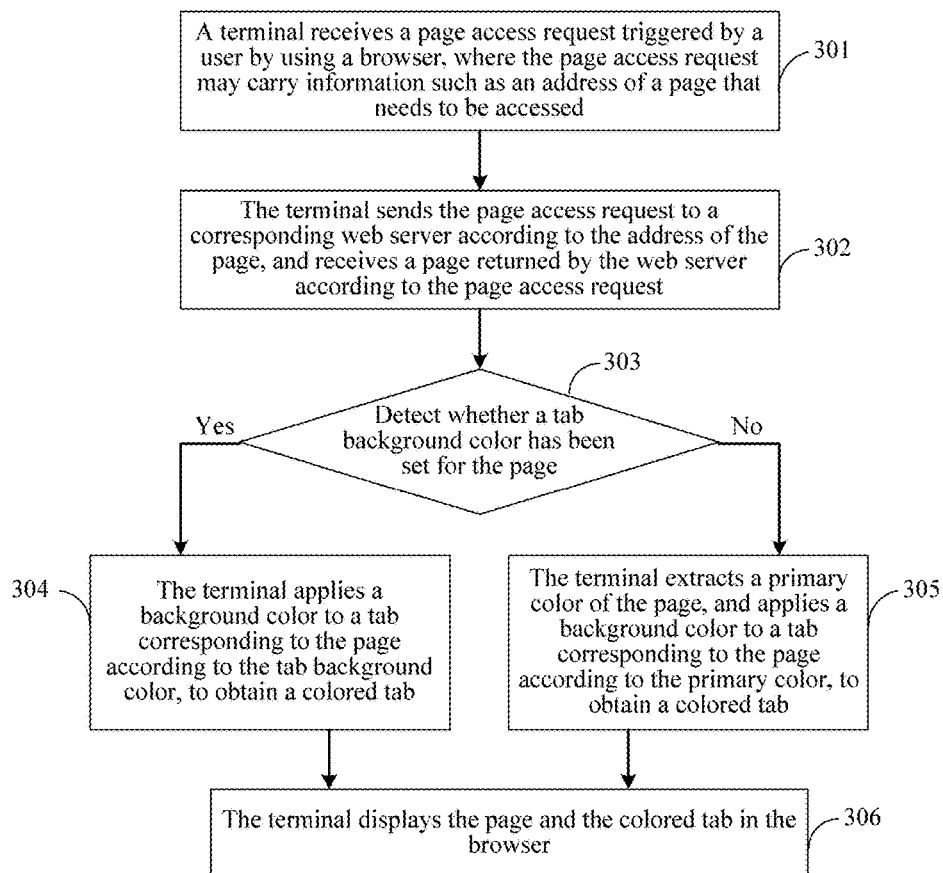 A terminal receives a page access request triggered by a
user by using a browser, where the page access request
may carry information such as an address of a page that
needs to be accessed
301
The terminal sends the page access request to a
corresponding web server according to the address of the
page, and receives a page returned by the web server
according to the page access request
302
303
Detect whether a tab
background color has been
set for the page
Yes
No
304
The terminal applies a
background color to a tab
corresponding to the page
according to the tab background
color, to obtain a colored tab
The terminal extracts a primary
color of the page, and applies a
background color to a tab
corresponding to the page
according to the primary color, to
obtain a colored tab
305
The terminal displays the page and the colored tab in the
browser
306